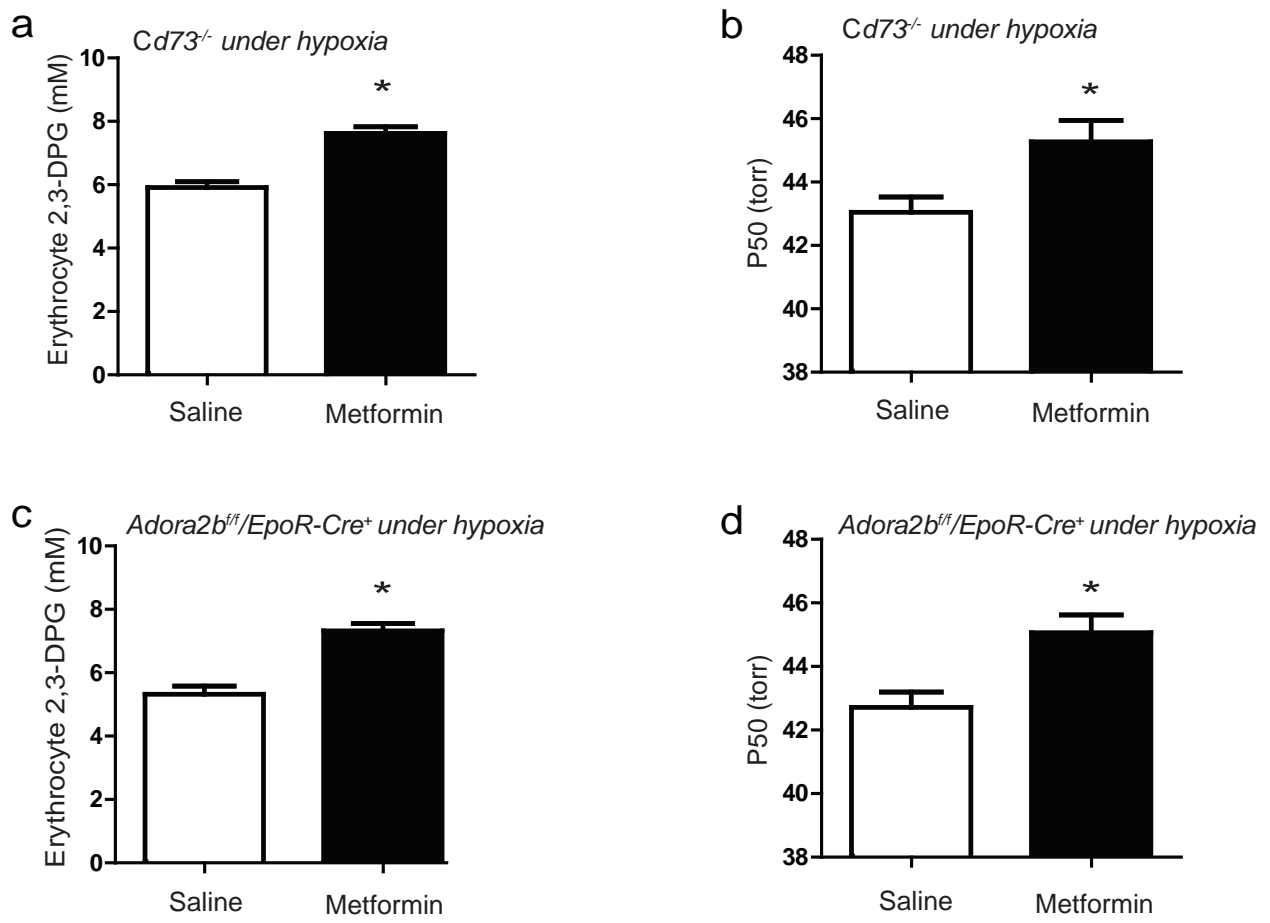 a
Cd73-/- under hypoxia
Erythrocyte 2,3-DPG (mM)
10
8
6
4
2
0
*
Saline
Metformin
b
Cd73-/- under hypoxia
P50 (torr)
48
46
44
42
40
38
*
Saline
Metformin
c
Adora2bf/f/EpoR-Cre+ under hypoxia
Erythrocyte 2,3-DPG (mM)
10
8
6
4
2
0
*
Saline
Metformin
d
Adora2bf/f/EpoR-Cre+ under hypoxia
P50 (torr)
48
46
44
42
40
38
*
Saline
Metformin